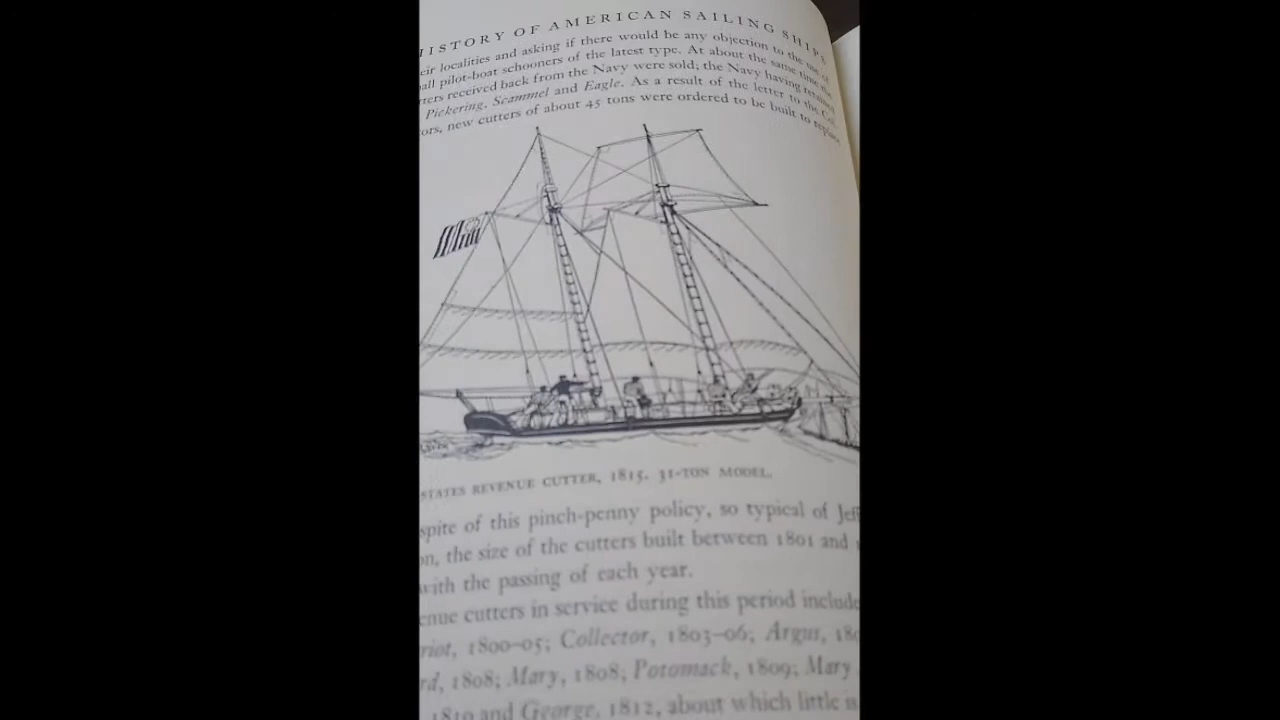 HISTORY OF AMERICAN SAILING SHIPS
eir localities and asking if there would be any objection to the use of
all pilot-boat schooners of the latest type. At about the same time the
tters received back from the Navy were sold; the Navy having retained
Pickering, Scammel and Eagle. As a result of the letter to the Col-
ors, new cutters of about 45 tons were ordered to be built to replace
STATES REVENUE CUTTER, 1815. 31-TON MODEL.
spite of this pinch-penny policy, so typical of Jeff
on, the size of the cutters built between 1801 and 1
with the passing of each year.
enue cutters in service during this period include
riot, 1800–05; Collector, 1803–06; Argus, 180
rd, 1808; Mary, 1808; Potomack, 1809; Mary
1810 and George, 1812, about which little is